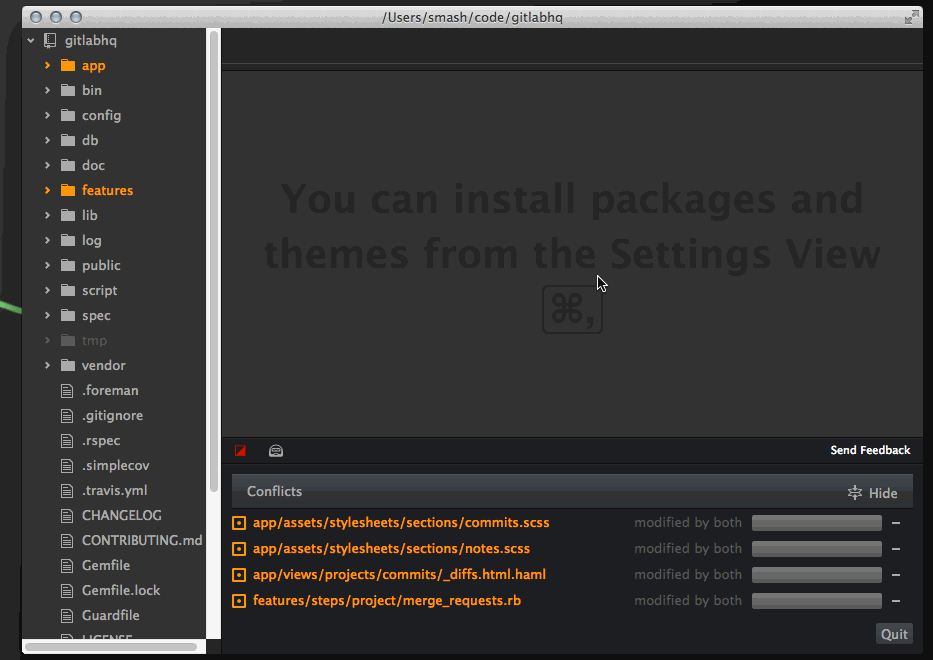 /Users/smash/code/gitlabhq
gitlabhq
app
bin
config
db
doc
features
lib
log
public
script
spec
tmp
vendor
.foreman
.gitignore
.rspec
.simplecov
.travis.yml
CHANGELOG
CONTRIBUTING.md
Gemfile
Gemfile.lock
Guardfile
LICENSE
You can install packages and
themes from the Settings View
⌘,
Send Feedback
Conflicts Hide
app/assets/stylesheets/sections/commits.scss modified by both
app/assets/stylesheets/sections/notes.scss modified by both
app/views/projects/commits/_diffs.html.haml modified by both
features/steps/project/merge_requests.rb modified by both
Quit